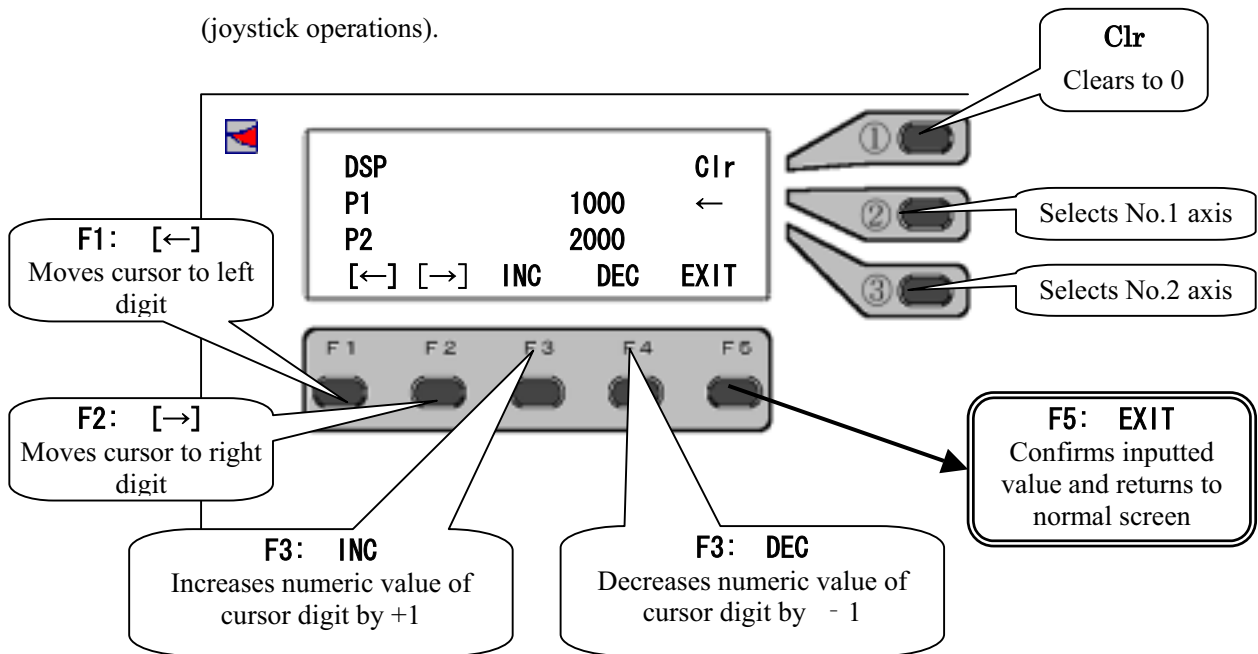 (joystick operations).
Clr
Clears to 0
DSP Clr
P1 1000 ←
P2 2000
[←] [→] INC DEC EXIT
①
②
③
Selects No.1 axis
Selects No.2 axis
F1: [←]
Moves cursor to left
digit
F1 F2 F3 F4 F5
F2: [→]
Moves cursor to right
digit
F5: EXIT
Confirms inputted
value and returns to
normal screen
F3: INC
Increases numeric value of
cursor digit by +1
F3: DEC
Decreases numeric value of
cursor digit by - 1